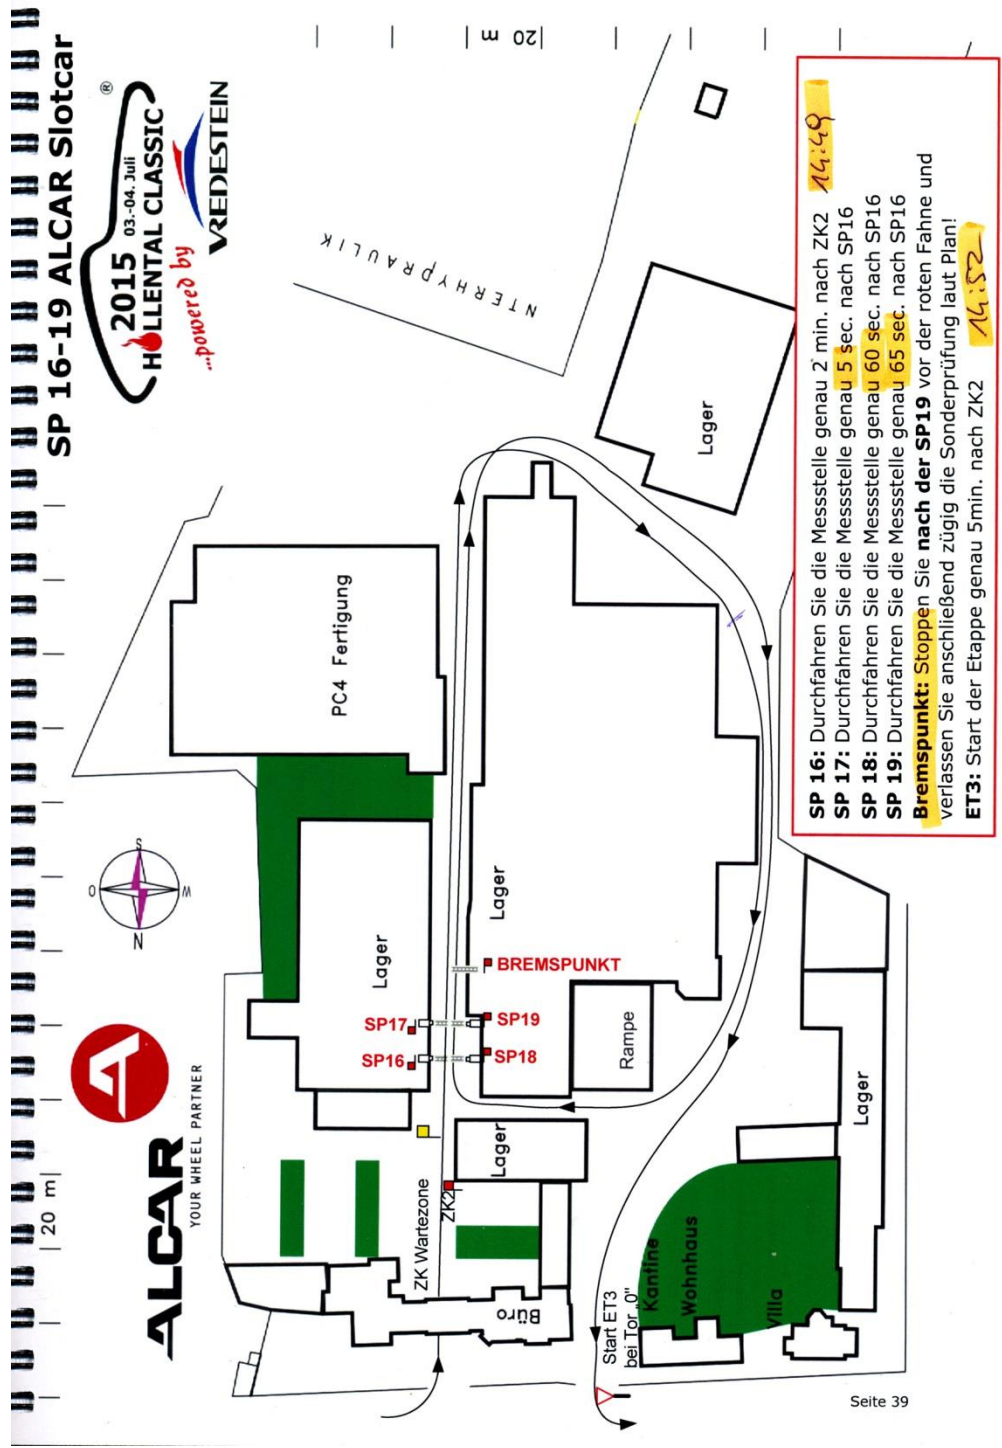 SP 16-19 ALCAR Slotcar
2015 03.-04. Juli
HÖLLENTAL CLASSIC
®
...powered by
VREDESTEIN
ALCAR
YOUR WHEEL PARTNER
20 m
20 m
N
O
S
W
NTERHYDRAULIK
PC4 Fertigung
Lager
Lager
Lager
BREMSPUNKT
SP17
SP19
SP16
SP18
Rampe
Lager
ZK Wartezone
ZK2
Büro
Start ET3
bei Tor „0"
Kantine
Wohnhaus
Villa
Lager
SP 16: Durchfahren Sie die Messstelle genau 2 min. nach ZK2 14:49
SP 17: Durchfahren Sie die Messstelle genau 5 sec. nach SP16
SP 18: Durchfahren Sie die Messstelle genau 60 sec. nach SP16
SP 19: Durchfahren Sie die Messstelle genau 65 sec. nach SP16
Bremspunkt: Stoppen Sie nach der SP19 vor der roten Fahne und
verlassen Sie anschließend zügig die Sonderprüfung laut Plan!
ET3: Start der Etappe genau 5min. nach ZK2 14:52
Seite 39